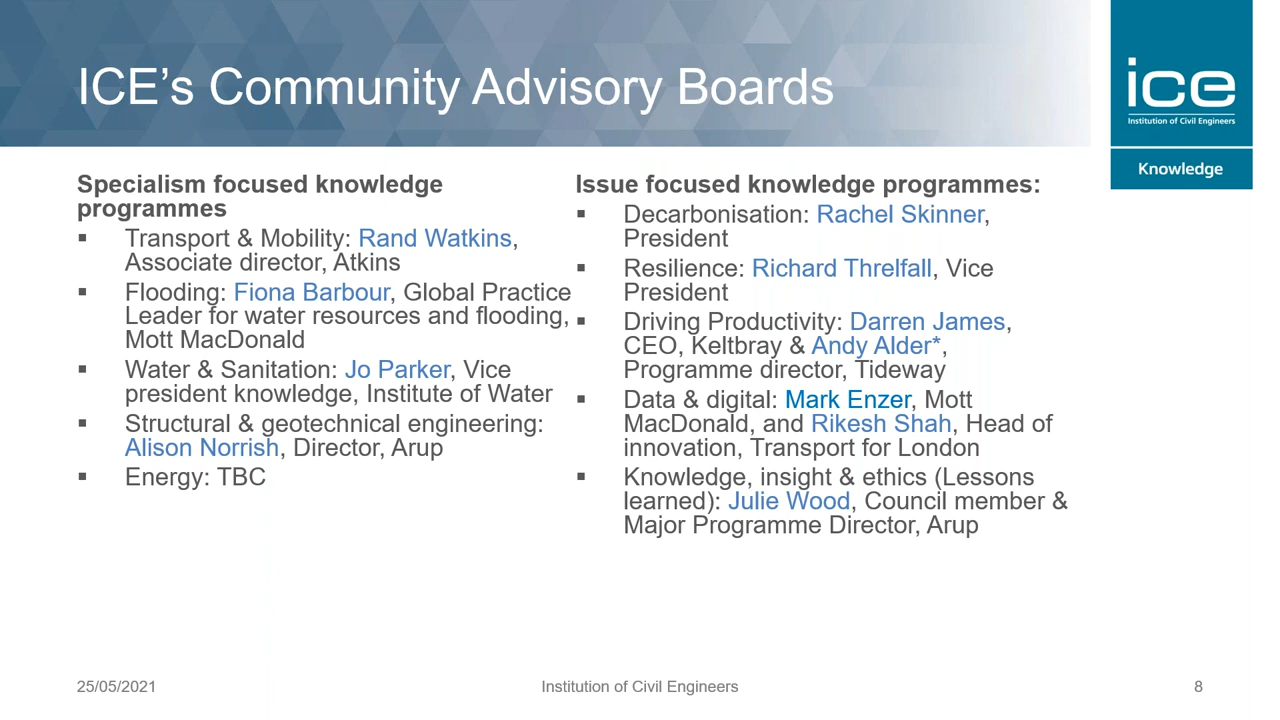 ICE’s Community Advisory Boards
ice
Institution of Civil Engineers
Knowledge
Specialism focused knowledge
programmes
▪ Transport & Mobility: Rand Watkins,
Associate director, Atkins
▪ Flooding: Fiona Barbour, Global Practice
Leader for water resources and flooding,
Mott MacDonald
▪ Water & Sanitation: Jo Parker, Vice
president knowledge, Institute of Water
▪ Structural & geotechnical engineering:
Alison Norrish, Director, Arup
▪ Energy: TBC
Issue focused knowledge programmes:
▪ Decarbonisation: Rachel Skinner,
President
▪ Resilience: Richard Threlfall, Vice
President
▪ Driving Productivity: Darren James,
CEO, Keltbray & Andy Alder*,
Programme director, Tideway
▪ Data & digital: Mark Enzer, Mott
MacDonald, and Rikesh Shah, Head of
innovation, Transport for London
▪ Knowledge, insight & ethics (Lessons
learned): Julie Wood, Council member &
Major Programme Director, Arup
25/05/2021
Institution of Civil Engineers
8